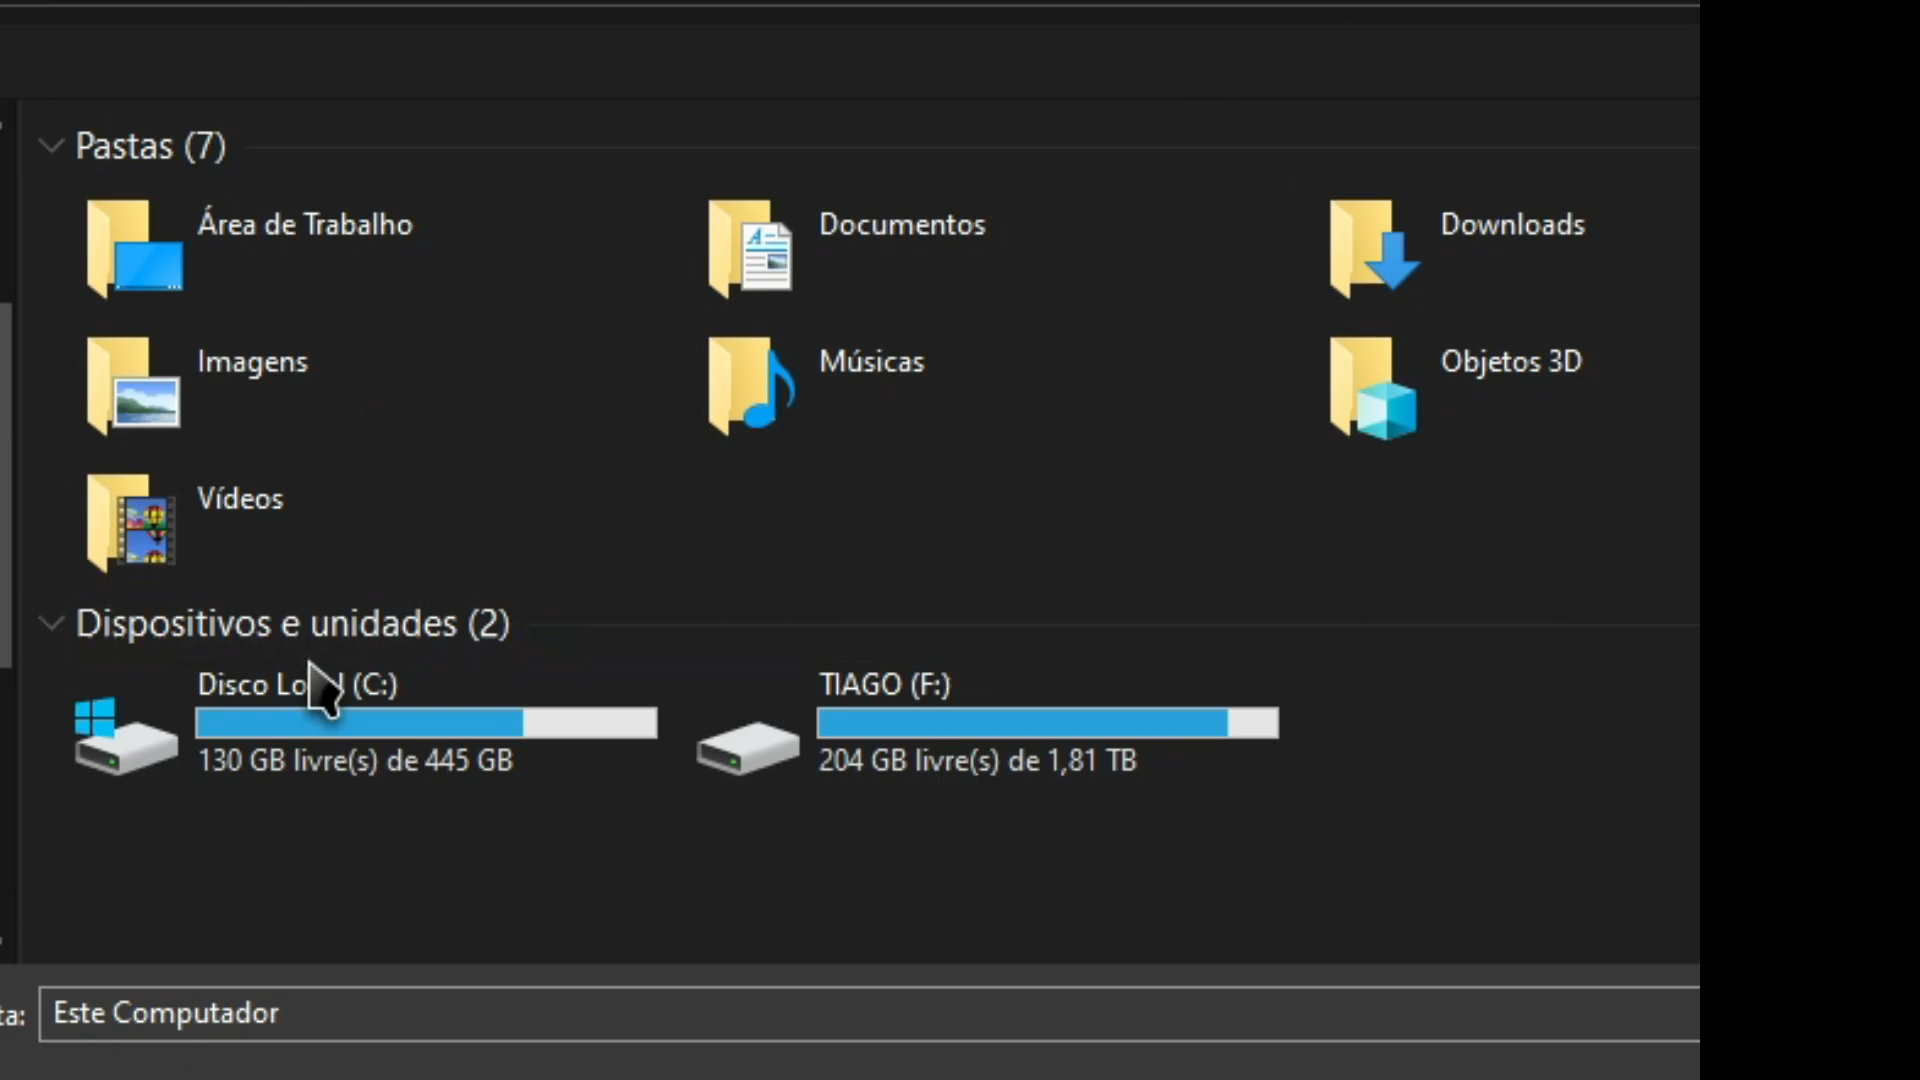 Pastas (7)
Área de Trabalho
Documentos
Downloads
Imagens
Músicas
Objetos 3D
Vídeos
Dispositivos e unidades (2)
Disco (C:)
TIAGO (F:)
130 GB livre(s) de 445 GB
204 GB livre(s) de 1,81 TB
Este Computador